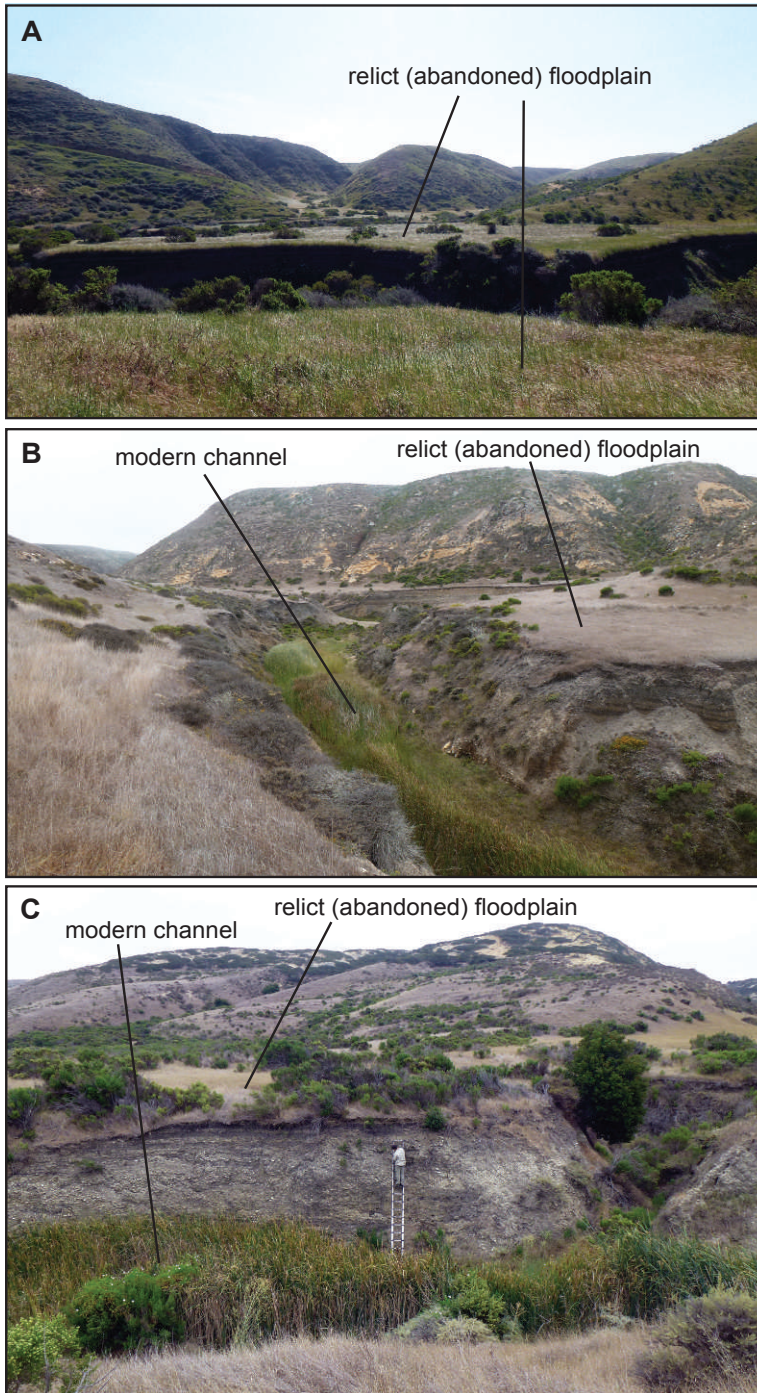 A
relict (abandoned) floodplain
B
modern channel
relict (abandoned) floodplain
C
modern channel
relict (abandoned) floodplain